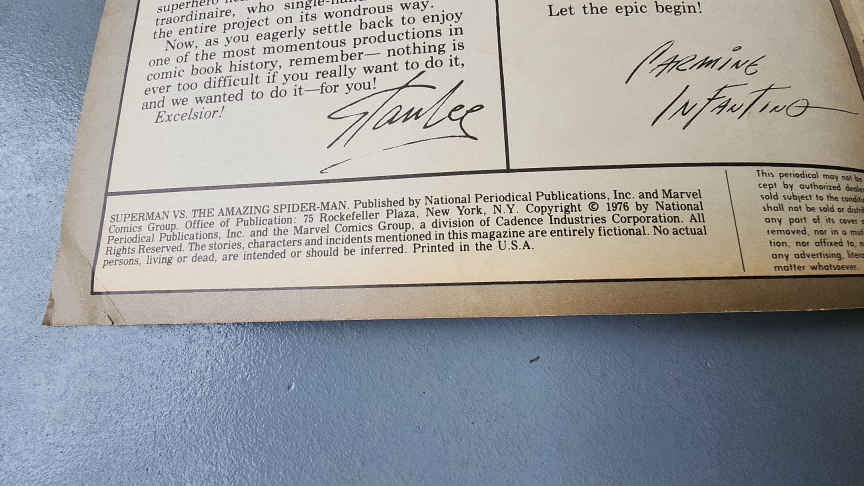 superhero
traordinaire, who
the entire project on its wondrous way.
Now, as you eagerly settle back to enjoy
one of the most momentous productions in
comic book history, remember— nothing is
ever too difficult if you really want to do it,
and we wanted to do it—for you!
Excelsior!
Stan Lee
Let the epic begin!
CARMINE
INFANTINO
SUPERMAN VS. THE AMAZING SPIDER-MAN. Published by National Periodical Publications, Inc. and Marvel
Comics Group. Office of Publication: 75 Rockefeller Plaza, New York, N.Y. Copyright © 1976 by National
Periodical Publications, Inc. and the Marvel Comics Group, a division of Cadence Industries Corporation. All
Rights Reserved. The stories, characters and incidents mentioned in this magazine are entirely fictional. No actual
persons, living or dead, are intended or should be inferred. Printed in the U.S.A.
This periodical may not be
cept by authorized
sold subject to the
shall not be sold or
any part of its cover
removed, nor in a
tion, nor affixed to,
any advertising,
matter whatsoever.